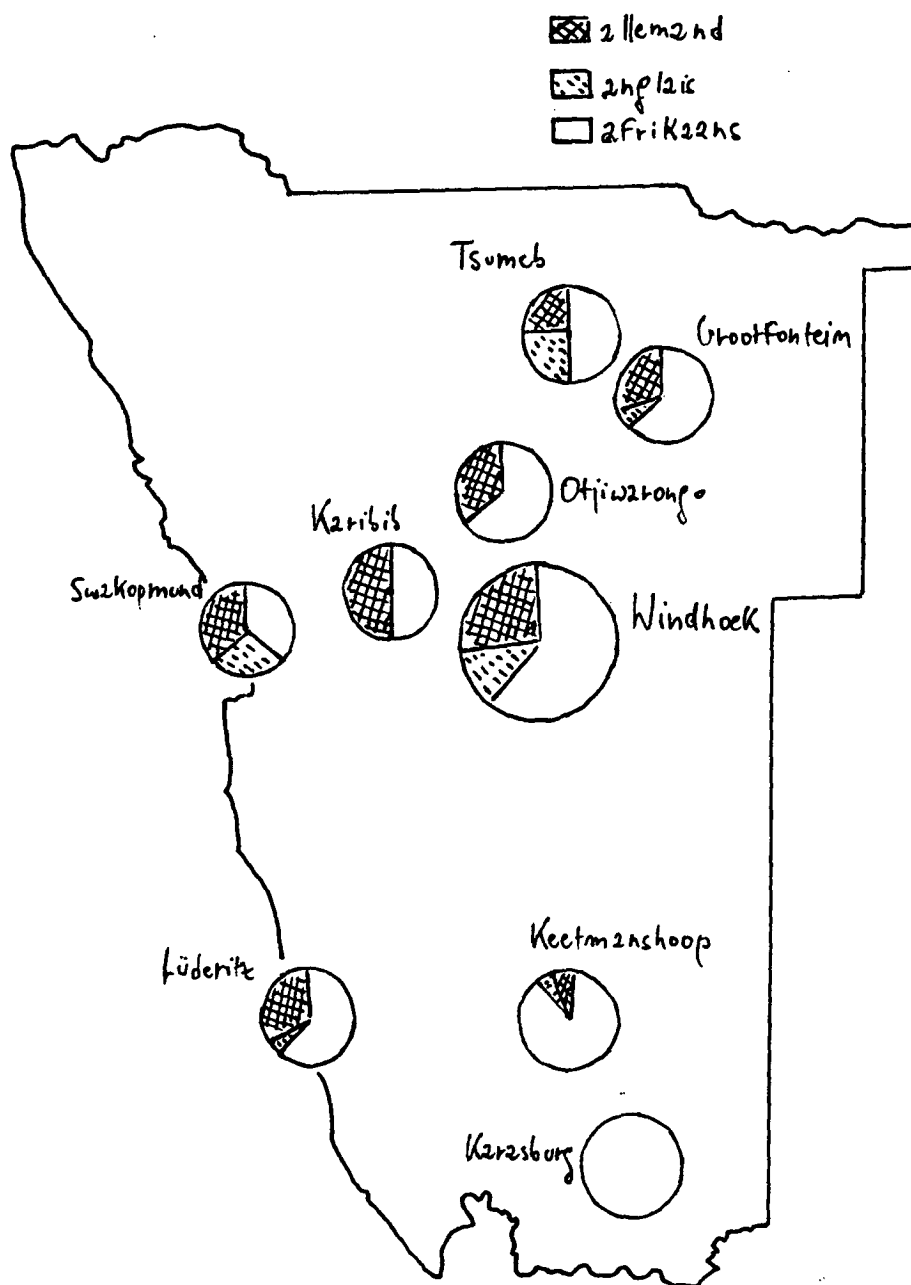 allemand
anglais
afrikaans
Tsumeb
Grootfontein
Otjiwarongo
Karibib
Swakopmund
Windhoek
Lüderitz
Keetmanshoop
Karasburg